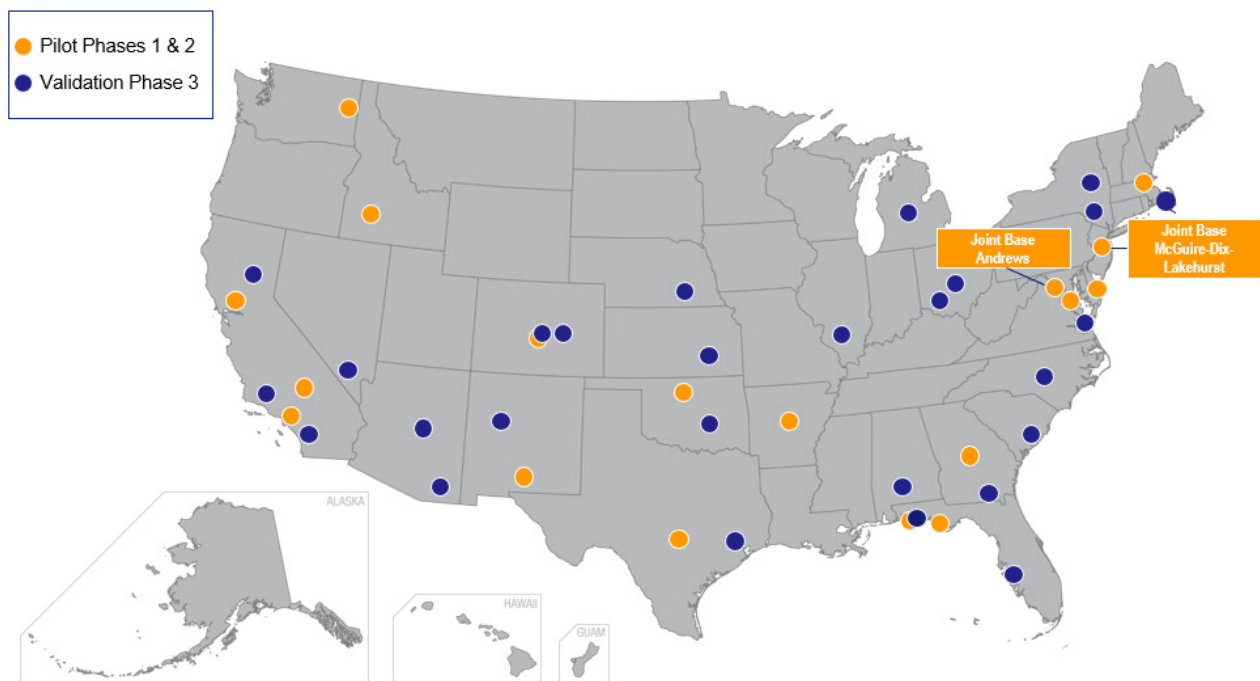 Pilot Phases 1 & 2
Validation Phase 3
Joint Base
Andrews
Joint Base
McGuire-Dix-
Lakehurst
ALASKA
HAWAII
GUAM